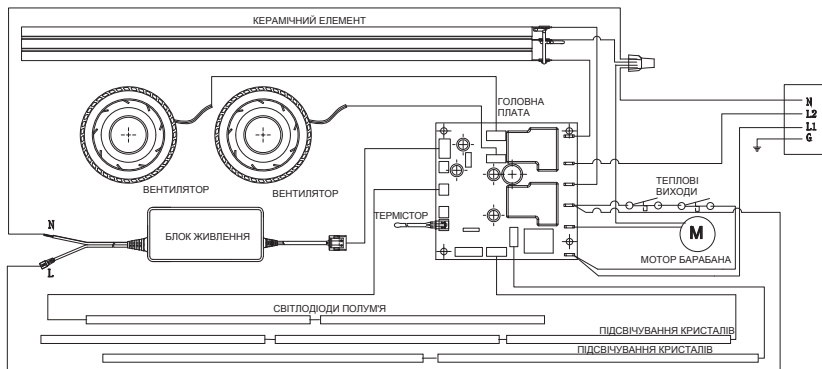 КЕРАМІЧНИЙ ЕЛЕМЕНТ
ГОЛОВНА
ПЛАТА
N
L2
L1
G
ВЕНТИЛЯТОР
ВЕНТИЛЯТОР
ТЕПЛОВІ
ВИХОДИ
ТЕРМІСТОР
N
БЛОК ЖИВЛЕННЯ
L
M
МОТОР БАРАБАНА
СВІТЛОДІОДИ ПОЛУМ'Я
ПІДСВІЧУВАННЯ КРИСТАЛІВ
ПІДСВІЧУВАННЯ КРИСТАЛІВ